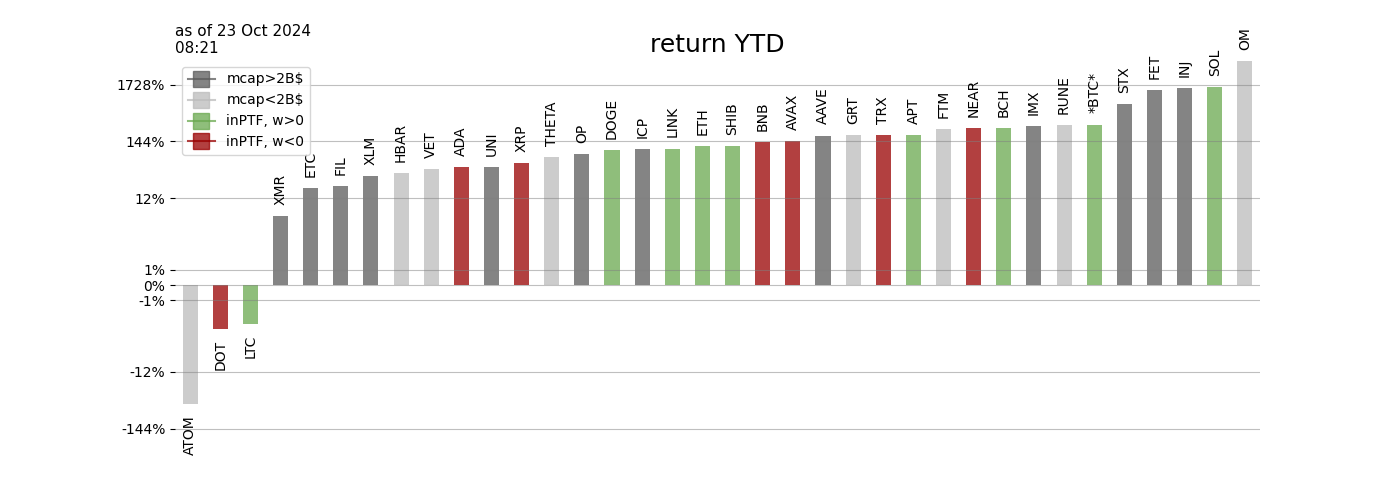 as of 23 Oct 2024
08:21
return YTD
mcap>2B$
mcap<2B$
inPTF, w>0
inPTF, w<0
1728%
144%
12%
1%
0%
-1%
-12%
-144%
ATOM
DOT
LTC
XMR
ETC
FIL
XLM
HBAR
VET
ADA
UNI
XRP
THETA
OP
DOGE
ICP
LINK
ETH
SHIB
BNB
AVAX
AAVE
GRT
TRX
APT
FTM
NEAR
BCH
IMX
RUNE
*BTC*
STX
FET
INJ
SOL
OM